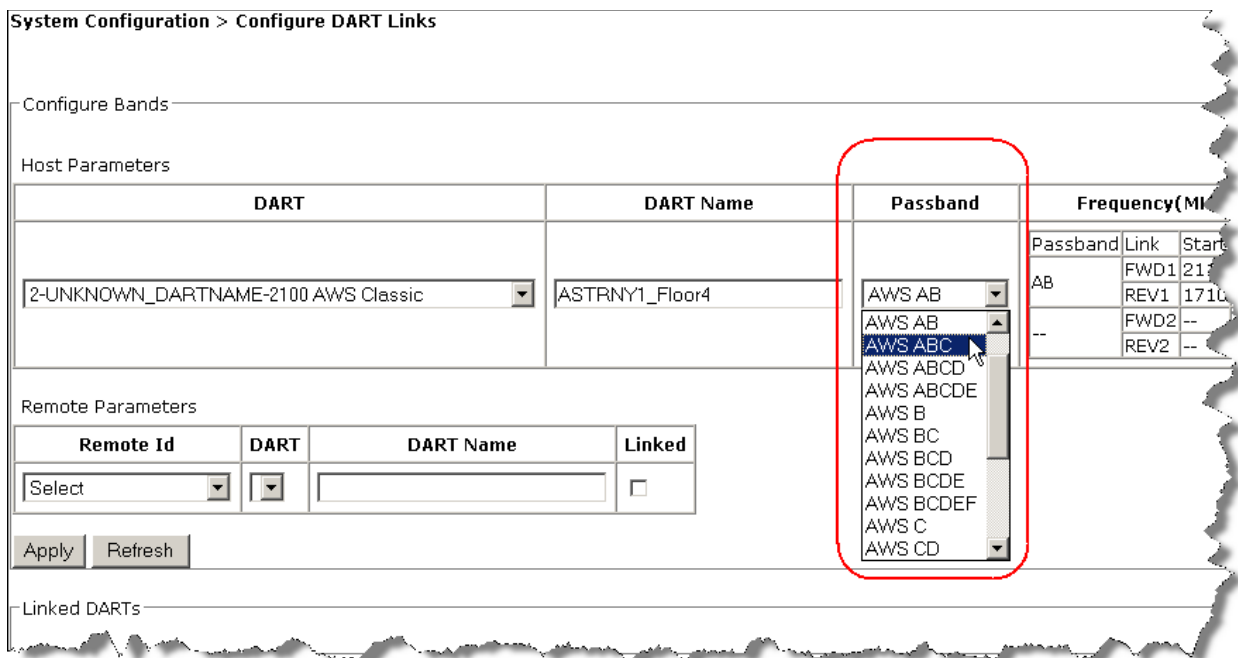 System Configuration > Configure DART Links
Configure Bands
Host Parameters
DART DART Name Passband
2-UNKNOWN_DARTNAME-2100 AWS Classic ASTRNY1_Floor4 AWS AB
Passband Link
AB FWD1
REV1 1710
-- FWD2 --
REV2 --
AWS AB
AWS ABC
AWS ABCD
AWS ABCDE
AWS B
AWS BC
AWS BCD
AWS BCDE
AWS BCDEF
AWS C
AWS CD
Remote Parameters
Remote Id DART DART Name Linked
Select
Apply Refresh
Linked DARTs